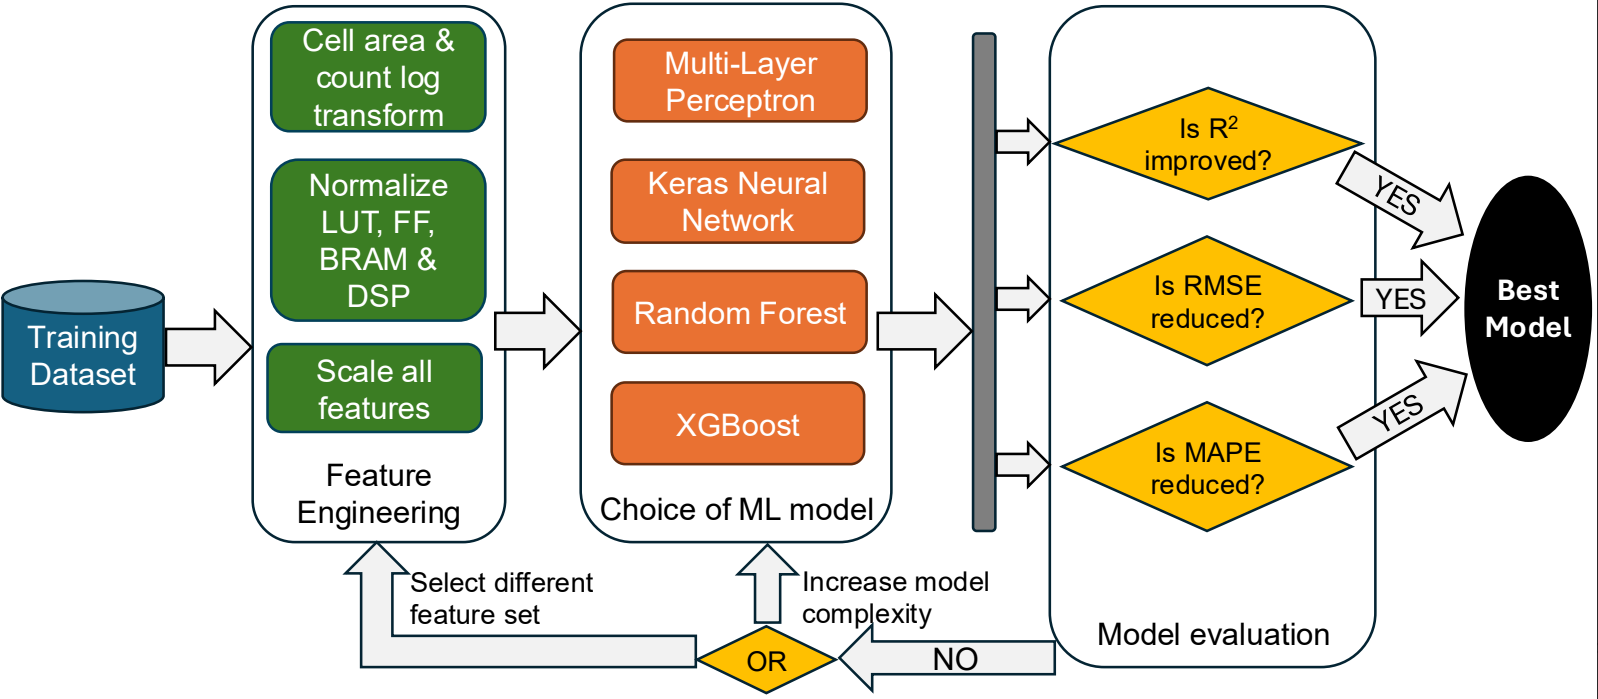 Training
Dataset
Cell area &
count log
transform
Normalize
LUT, FF,
BRAM &
DSP
Scale all
features
Feature
Engineering
Multi-Layer
Perceptron
Keras Neural
Network
Random Forest
XGBoost
Choice of ML model
Is R²
improved?
Is RMSE
reduced?
Is MAPE
reduced?
Model evaluation
YES
YES
YES
Best
Model
NO
OR
Increase model
complexity
Select different
feature set